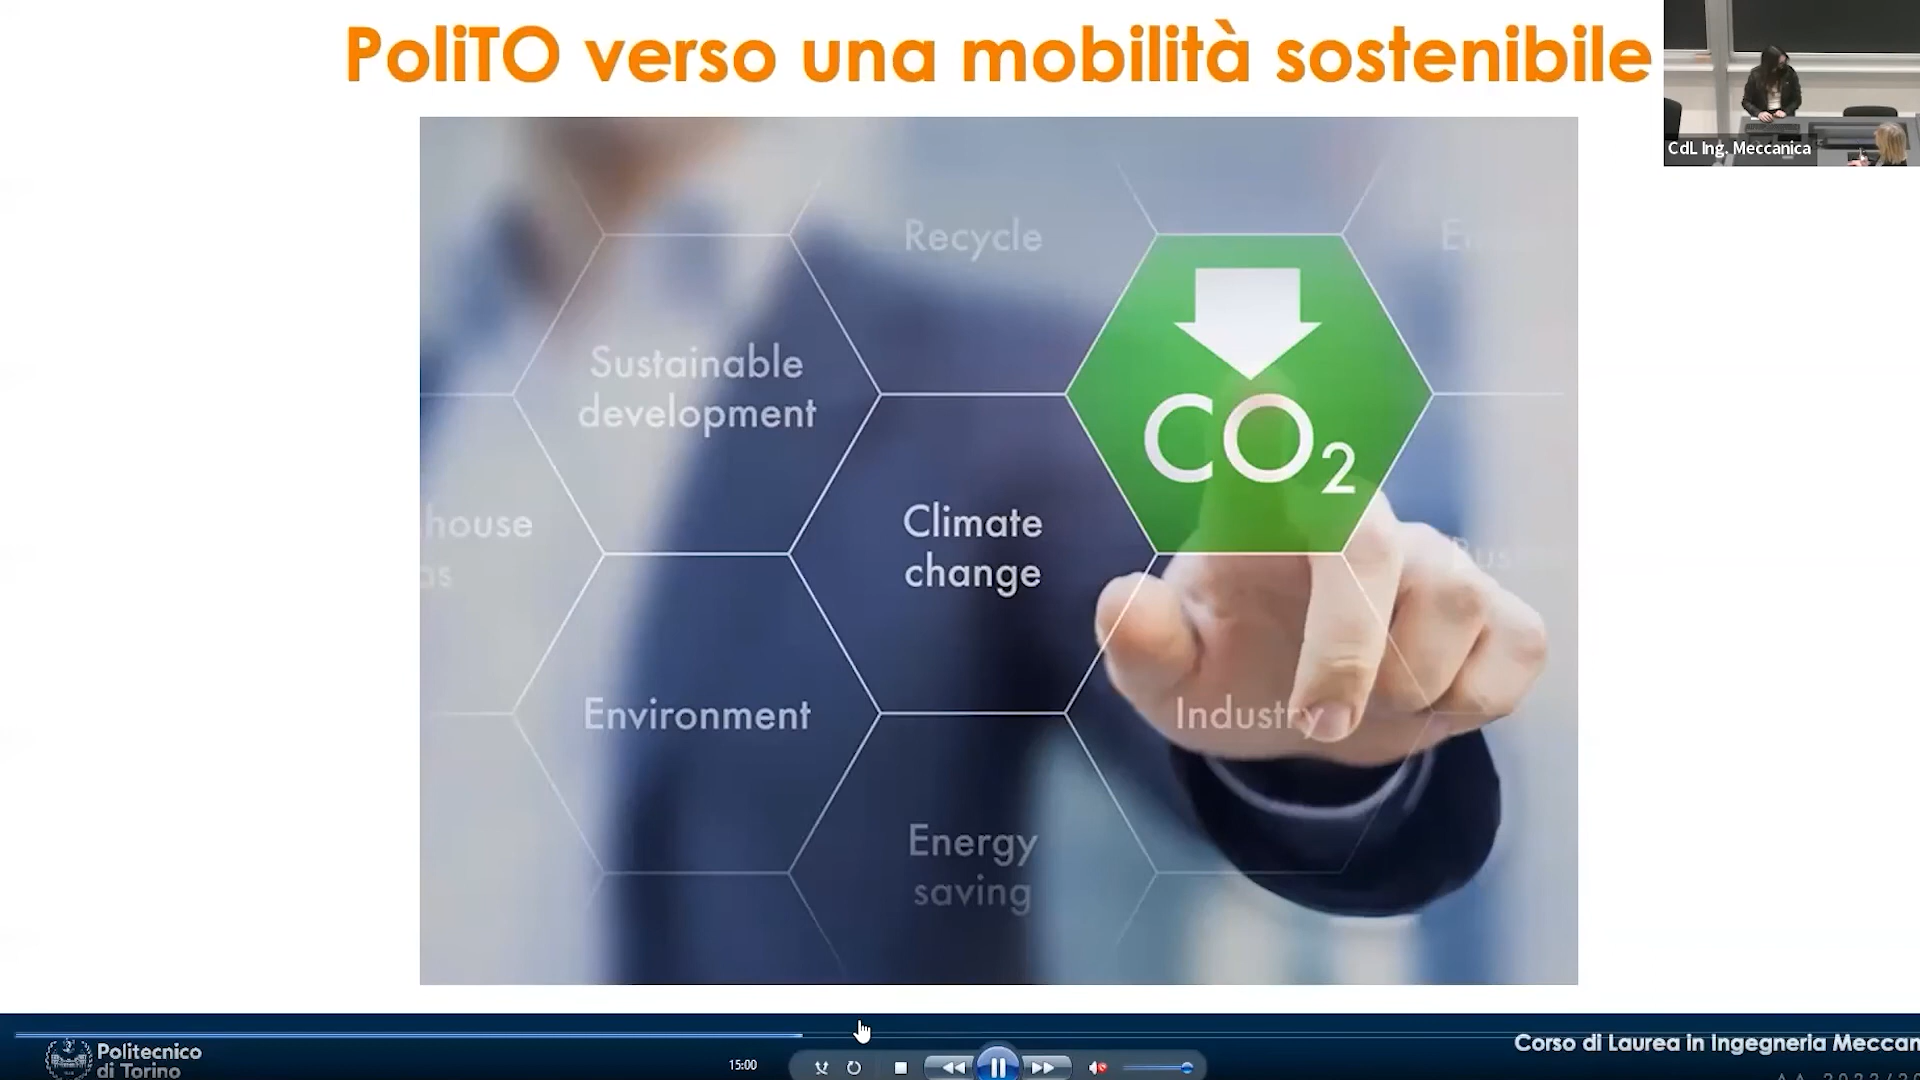 PoliTO verso una mobilità sostenibile
CdL Ing. Meccanica
Recycle
Sustainable
development
CO₂
house
as
Climate
change
Environment
Industry
Energy
saving
Politecnico
di Torino
15:00
Corso di Laurea in Ingegneria Meccan